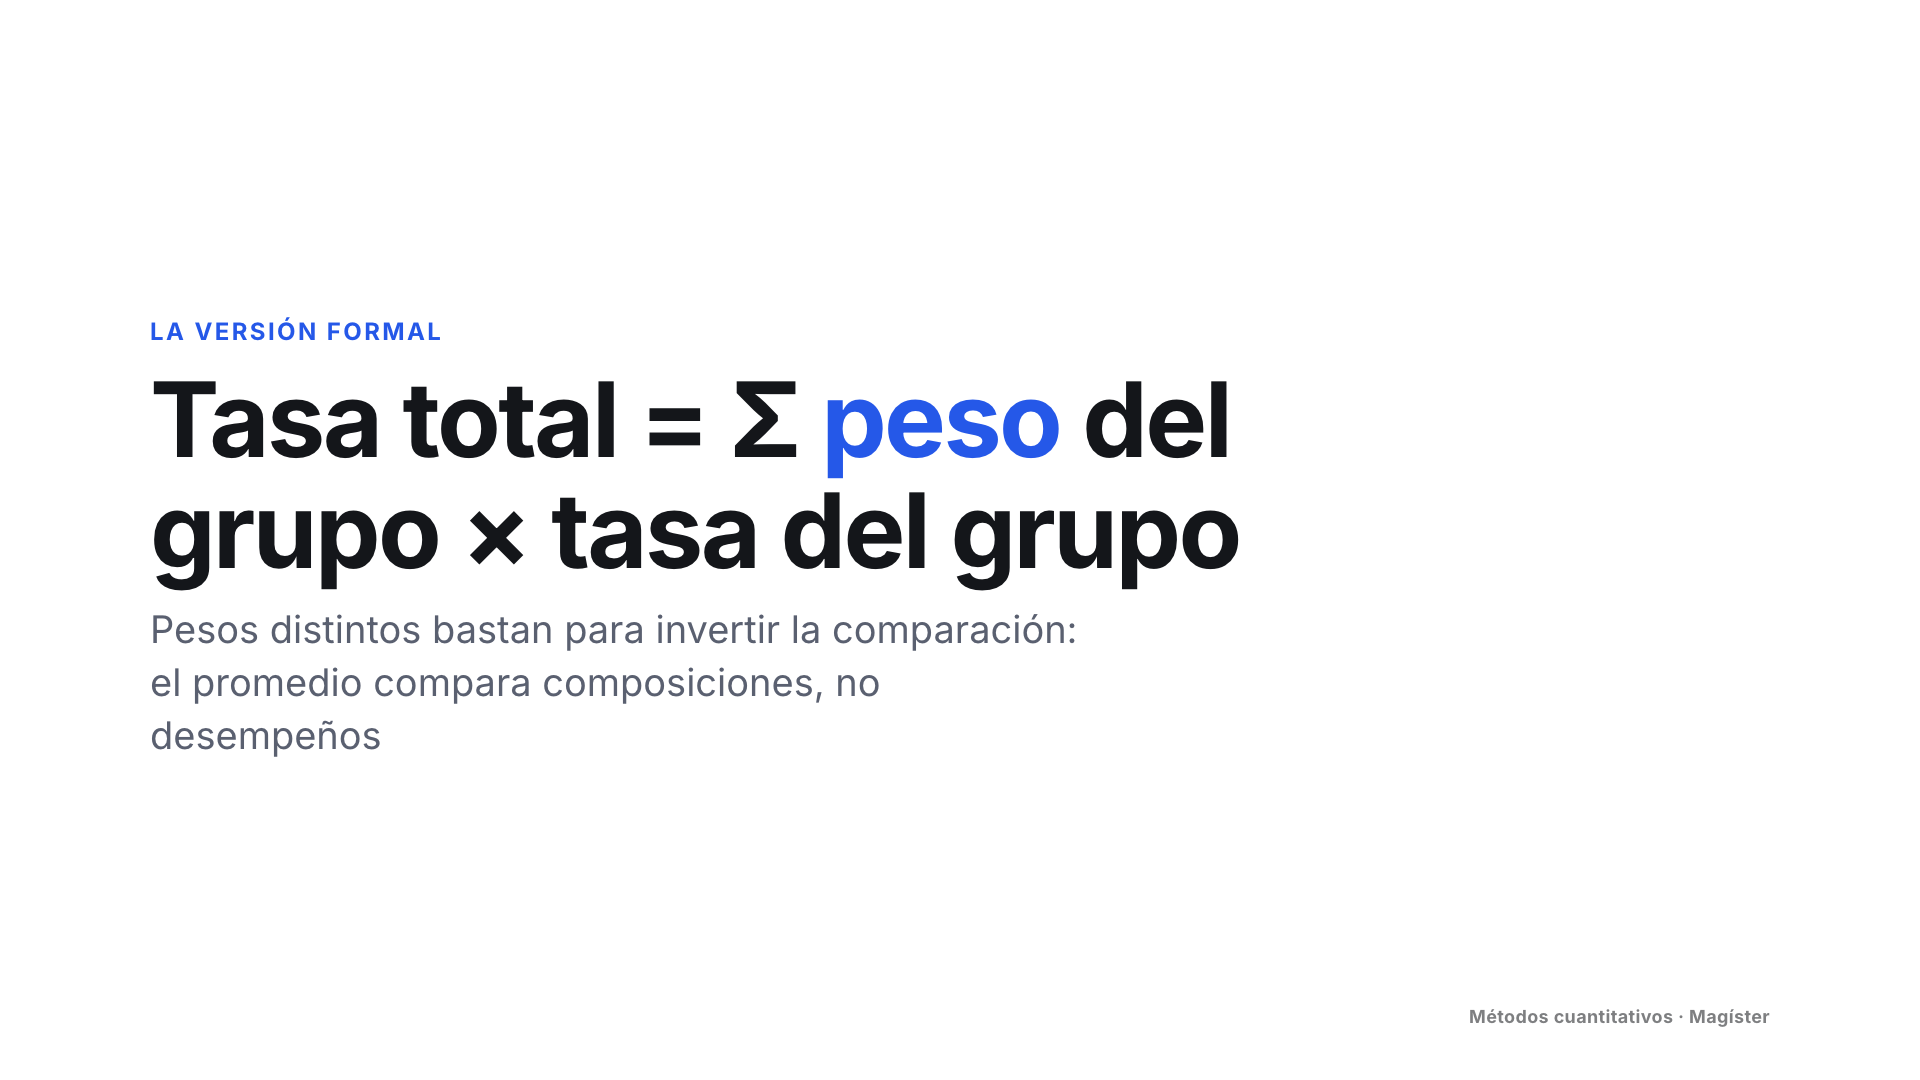 LA VERSIÓN FORMAL
Tasa total = Σ peso del
grupo × tasa del grupo
Pesos distintos bastan para invertir la comparación:
el promedio compara composiciones, no
desempeños
Métodos cuantitativos · Magíster